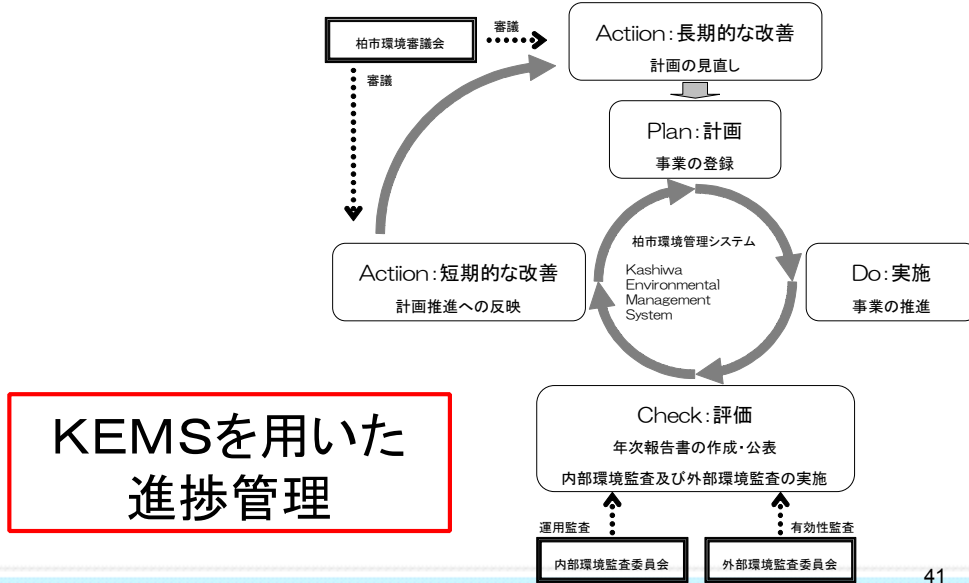 柏市環境審議会
審議
審議
Actiion:長期的な改善
計画の見直し
Plan:計画
事業の登録
柏市環境管理システム
Kashiwa
Environmental
Management
System
Actiion:短期的な改善
計画推進への反映
Do:実施
事業の推進
Check:評価
年次報告書の作成・公表
内部環境監査及び外部環境監査の実施
KEMSを用いた
進捗管理
運用監査
有効性監査
内部環境監査委員会
外部環境監査委員会
41